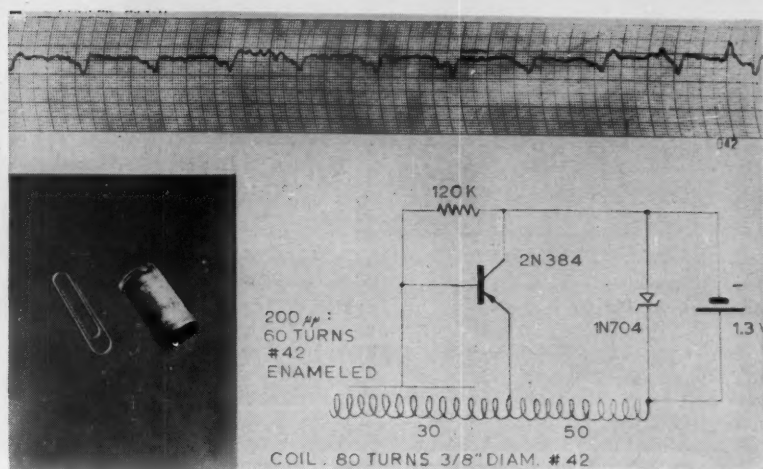 042
120K
2N384
200 μμ:
60 TURNS
#42
ENAMELED
1N704
1.3 V
30 50
COIL. 80 TURNS 3/8" DIAM. #42